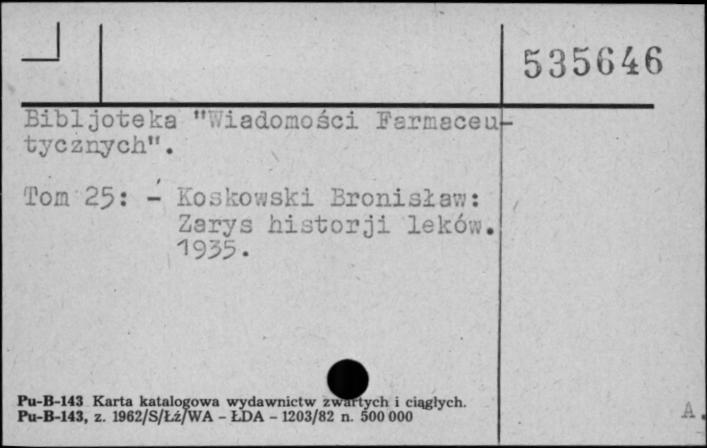 535646
Bibljoteka "Wiadomości Farmaceu-
tycznych".
Tom 25: - Koskowski Bronisław:
Zarys historji leków.
1935.
Pu-B-143 Karta katalogowa wydawnictw zwartych i ciągłych.
Pu-B-143, z. 1962/S/Łź/WA - ŁDA - 1203/82 n. 500 000
A.